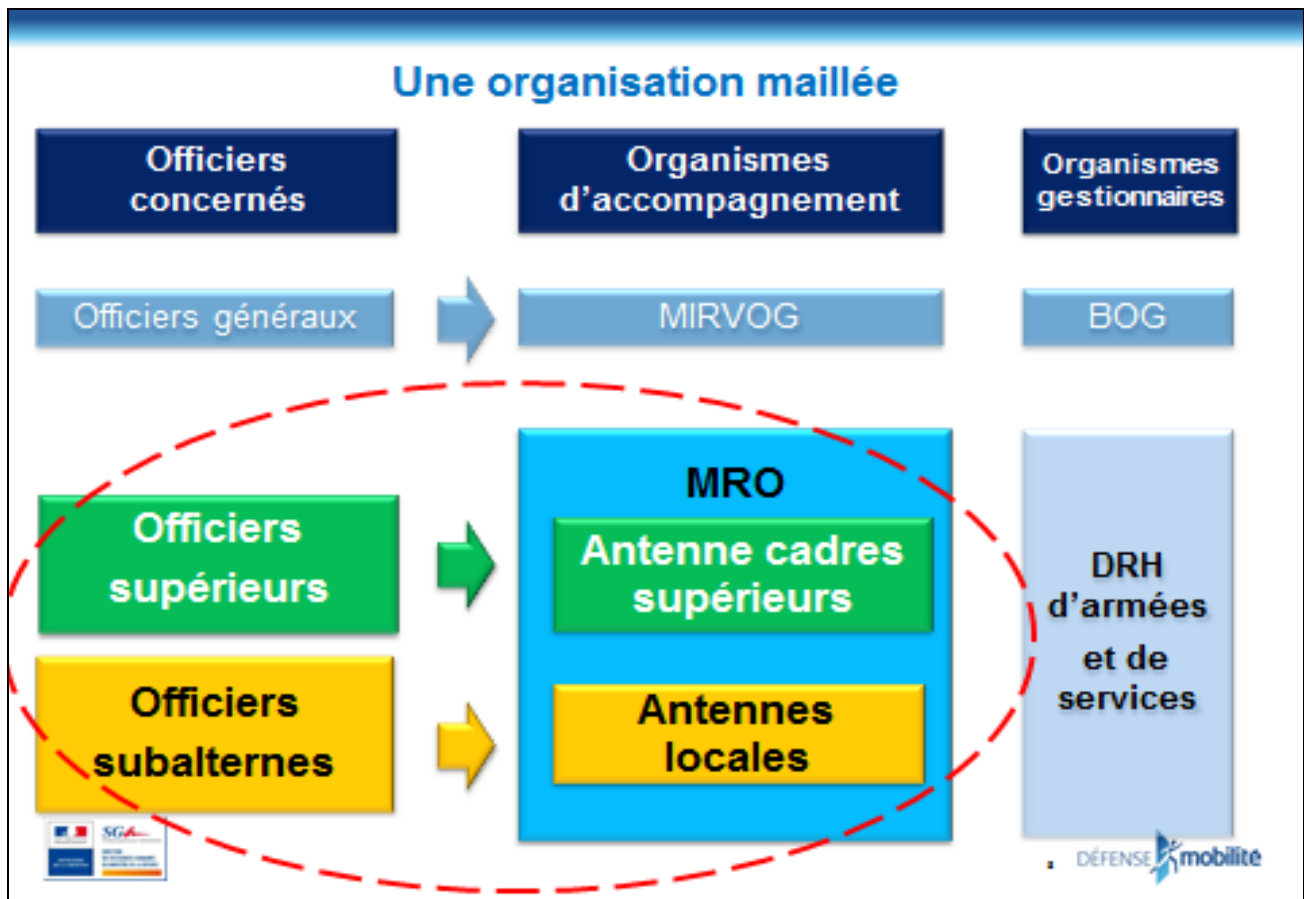 Une organisation maillée
Officiers
concernés
Organismes
d'accompagnement
Organismes
gestionnaires
Officiers généraux
MIRVOG
BOG
Officiers
supérieurs
MRO
Antenne cadres
supérieurs
DRH
d'armées
et de
services
Officiers
subalternes
Antennes
locales
SGA
DÉFENSE mobilité